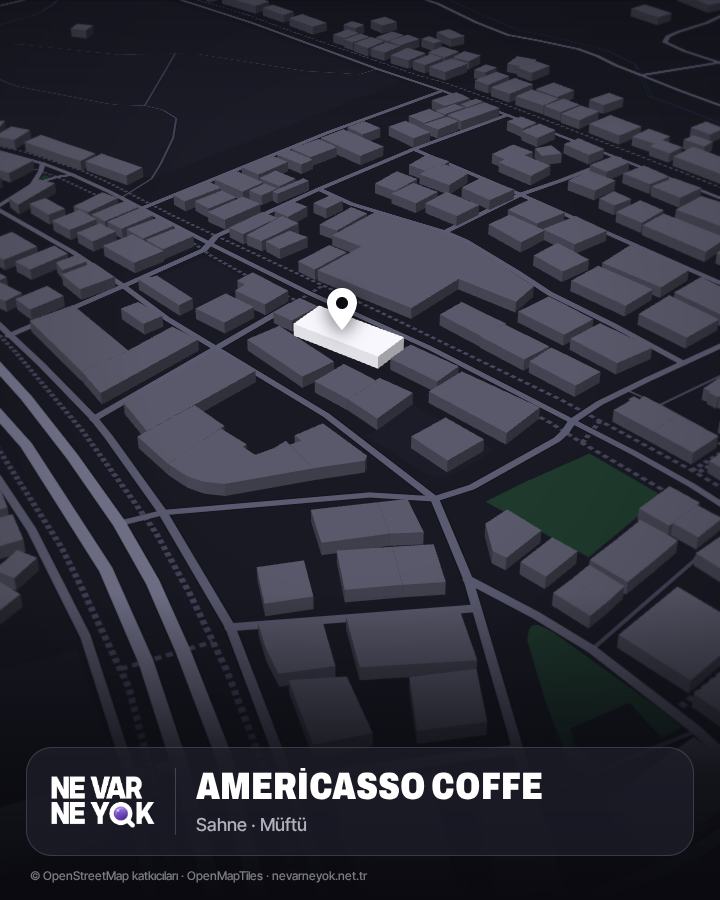 NE VAR
NE YOK
AMERİCASSO COFFE
Sahne · Müftü
© OpenStreetMap katkıcıları · OpenMapTiles · nevarneyok.net.tr